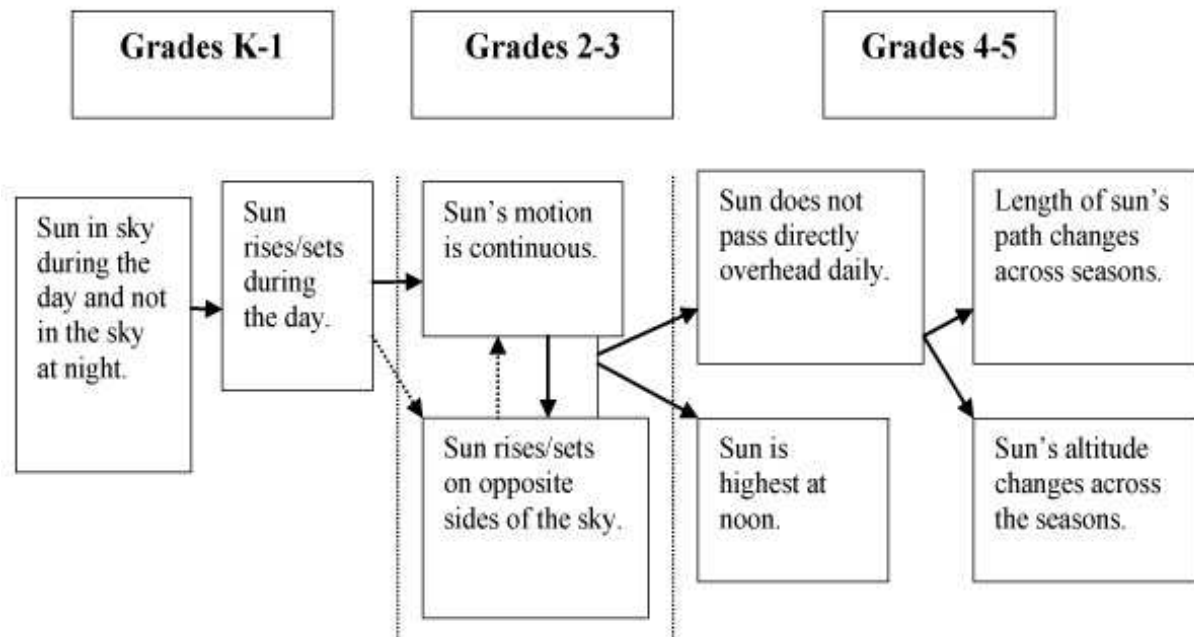 Grades K-1
Grades 2-3
Grades 4-5
Sun in sky
during the
day and not
in the sky
at night.
Sun
rises/sets
during
the day.
Sun’s motion
is continuous.
Sun rises/sets
on opposite
sides of the sky.
Sun does not
pass directly
overhead daily.
Sun is
highest at
noon.
Length of sun’s
path changes
across seasons.
Sun’s altitude
changes across
the seasons.